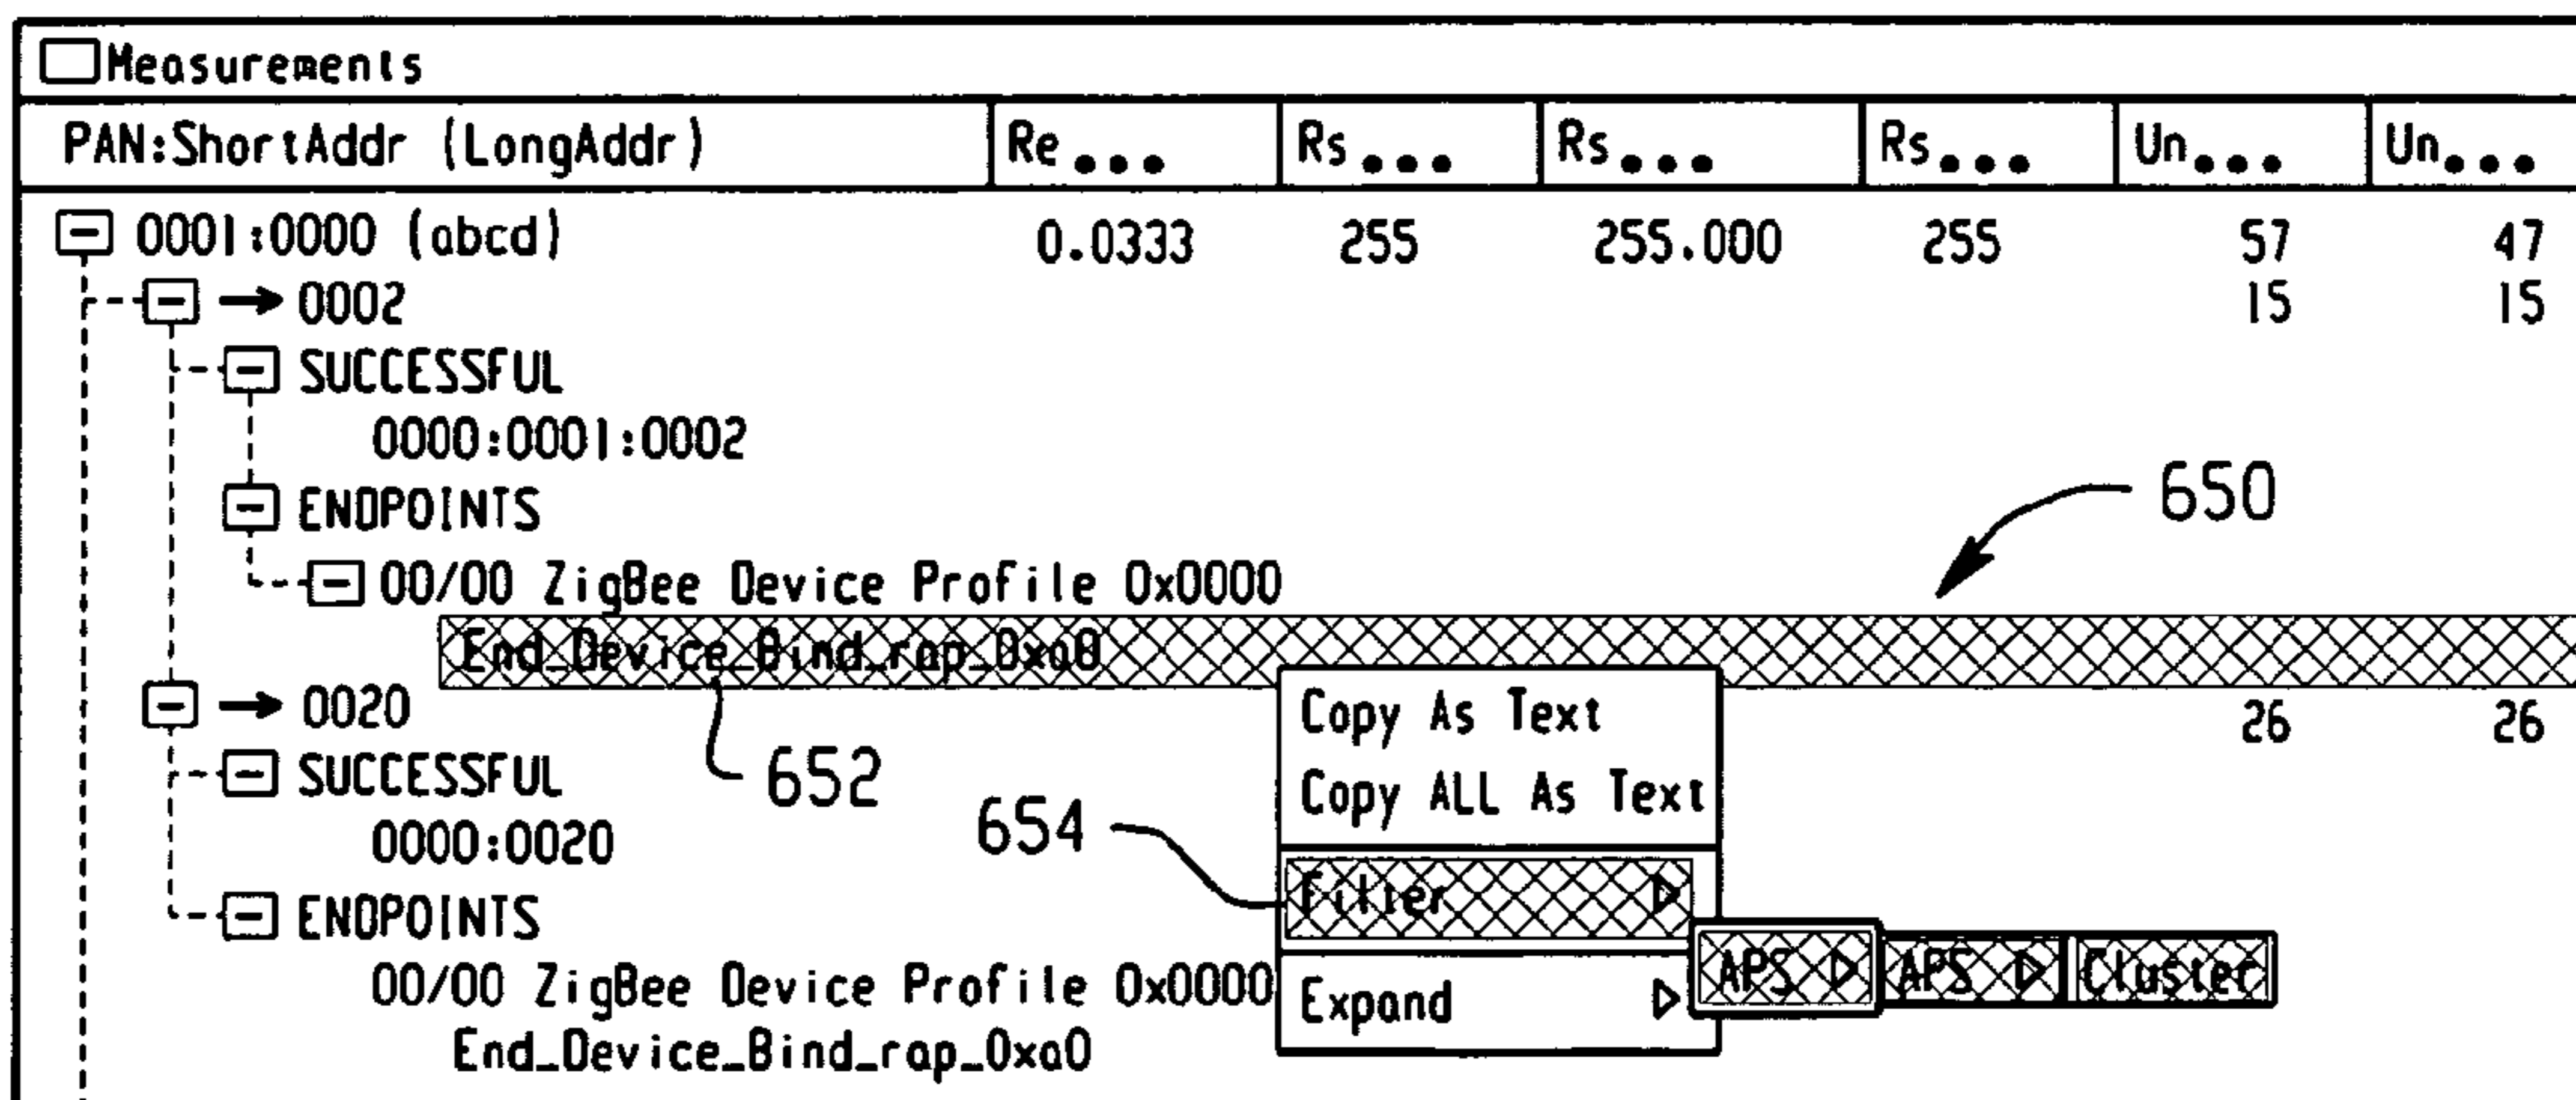 Measurements
PAN:ShortAddr (LongAddr) Re... Rs... Rs... Rs... Un... Un...
0001:0000 (abcd) 0.0333 255 255.000 255 57 47
→ 0002 15 15
SUCCESSFUL
0000:0001:0002
ENDPOINTS
650
00/00 ZigBee Device Profile 0x0000
End_Device_Bind_rap_0xa0
→ 0020 26 26
Copy As Text
SUCCESSFUL
652
Copy ALL As Text
654
0000:0020
Filter
ENDPOINTS
APS APS Cluster
00/00 ZigBee Device Profile 0x0000
Expand
End_Device_Bind_rap_0xa0